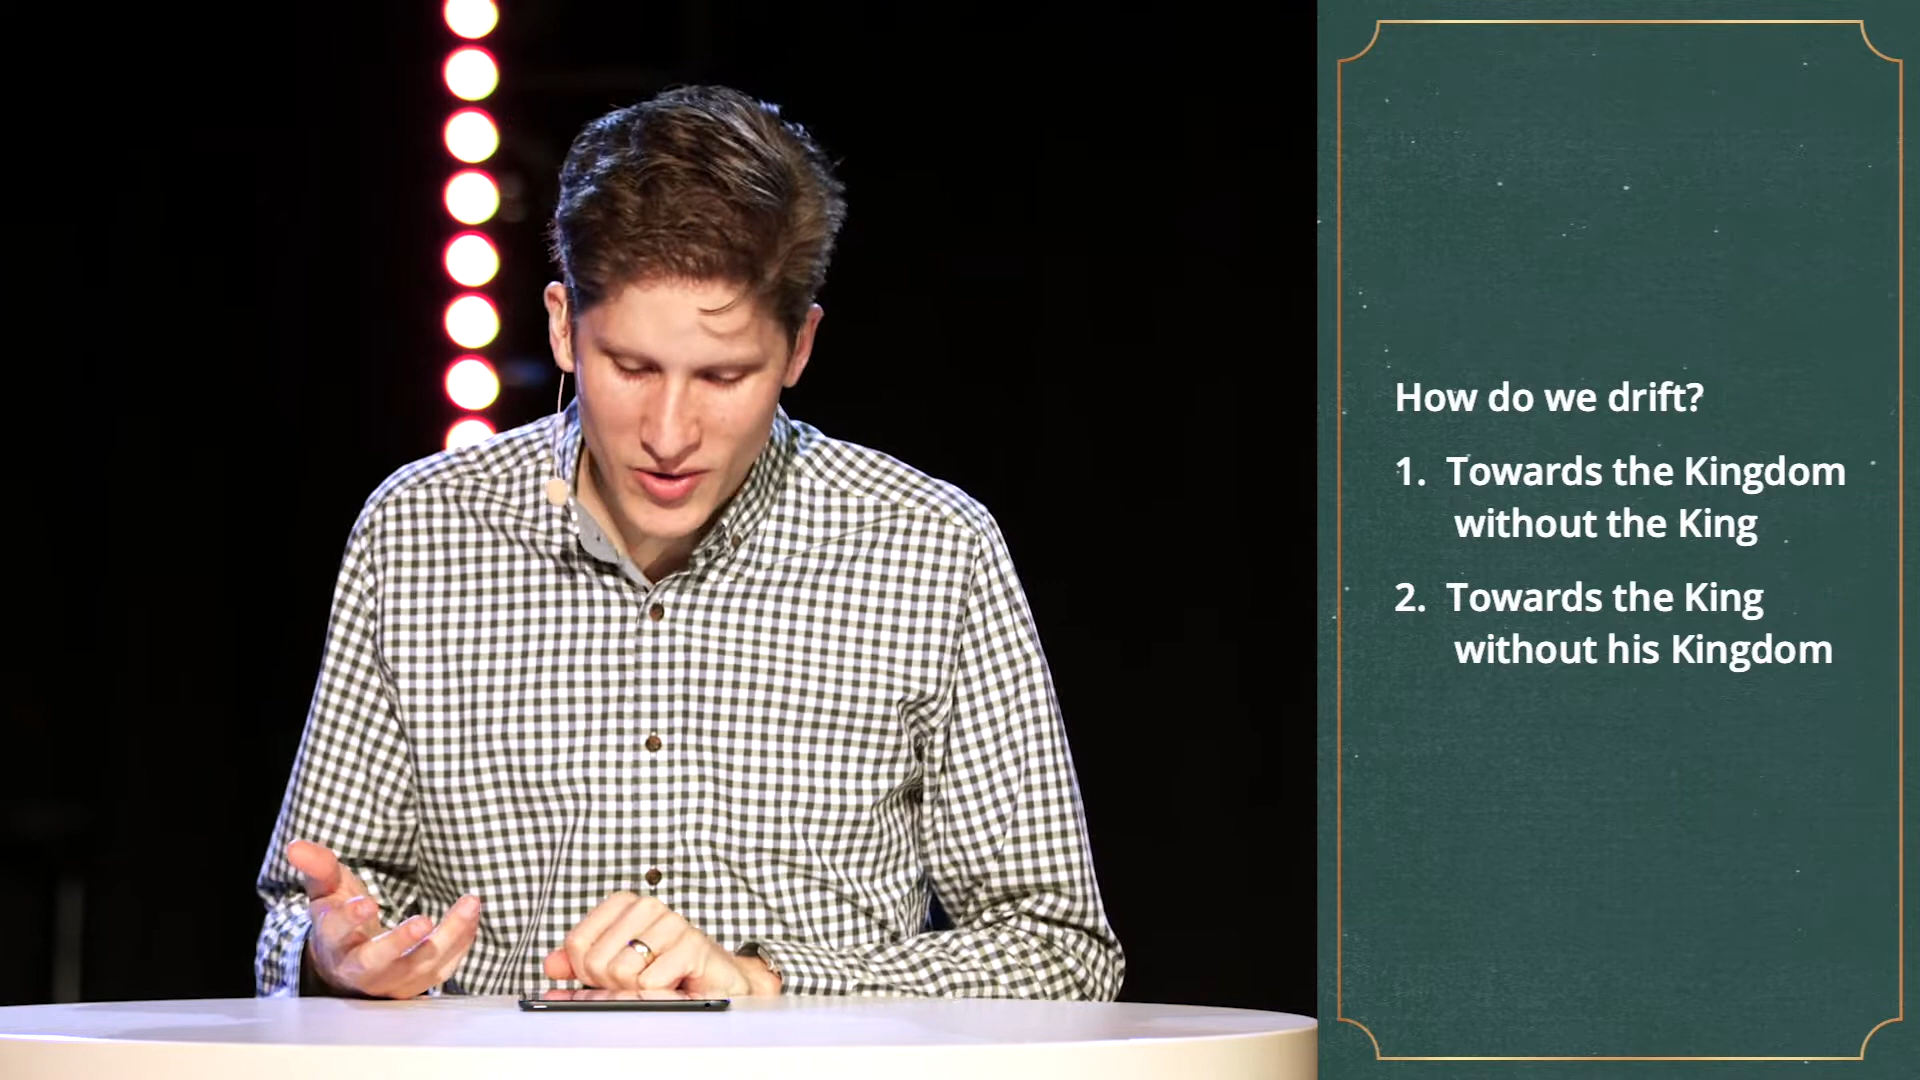 How do we drift?
1. Towards the Kingdom
without the King
2. Towards the King
without his Kingdom